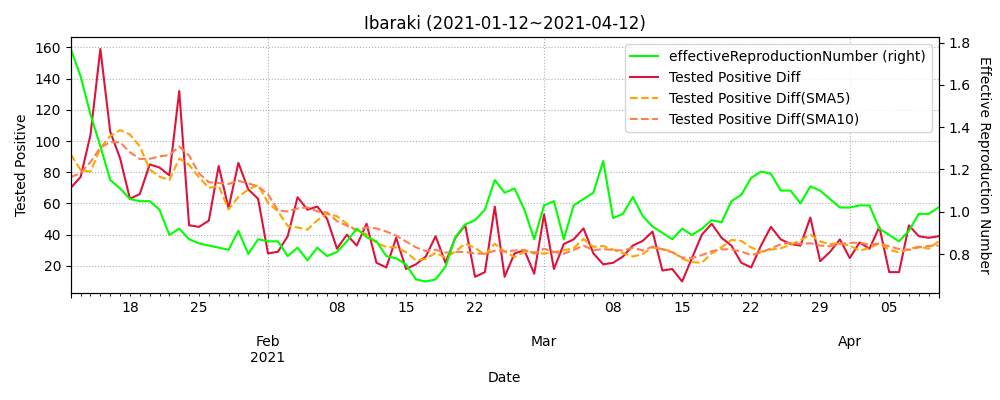 Ibaraki (2021-01-12~2021-04-12)
160
140
120
100
80
60
40
20
Tested Positive
1.8
1.6
1.4
1.2
1.0
0.8
Effective Reproduction Number
effectiveReproductionNumber (right)
Tested Positive Diff
Tested Positive Diff(SMA5)
Tested Positive Diff(SMA10)
18 25 08 15 22 08 15 22 29 05
Feb Mar Apr
2021
Date